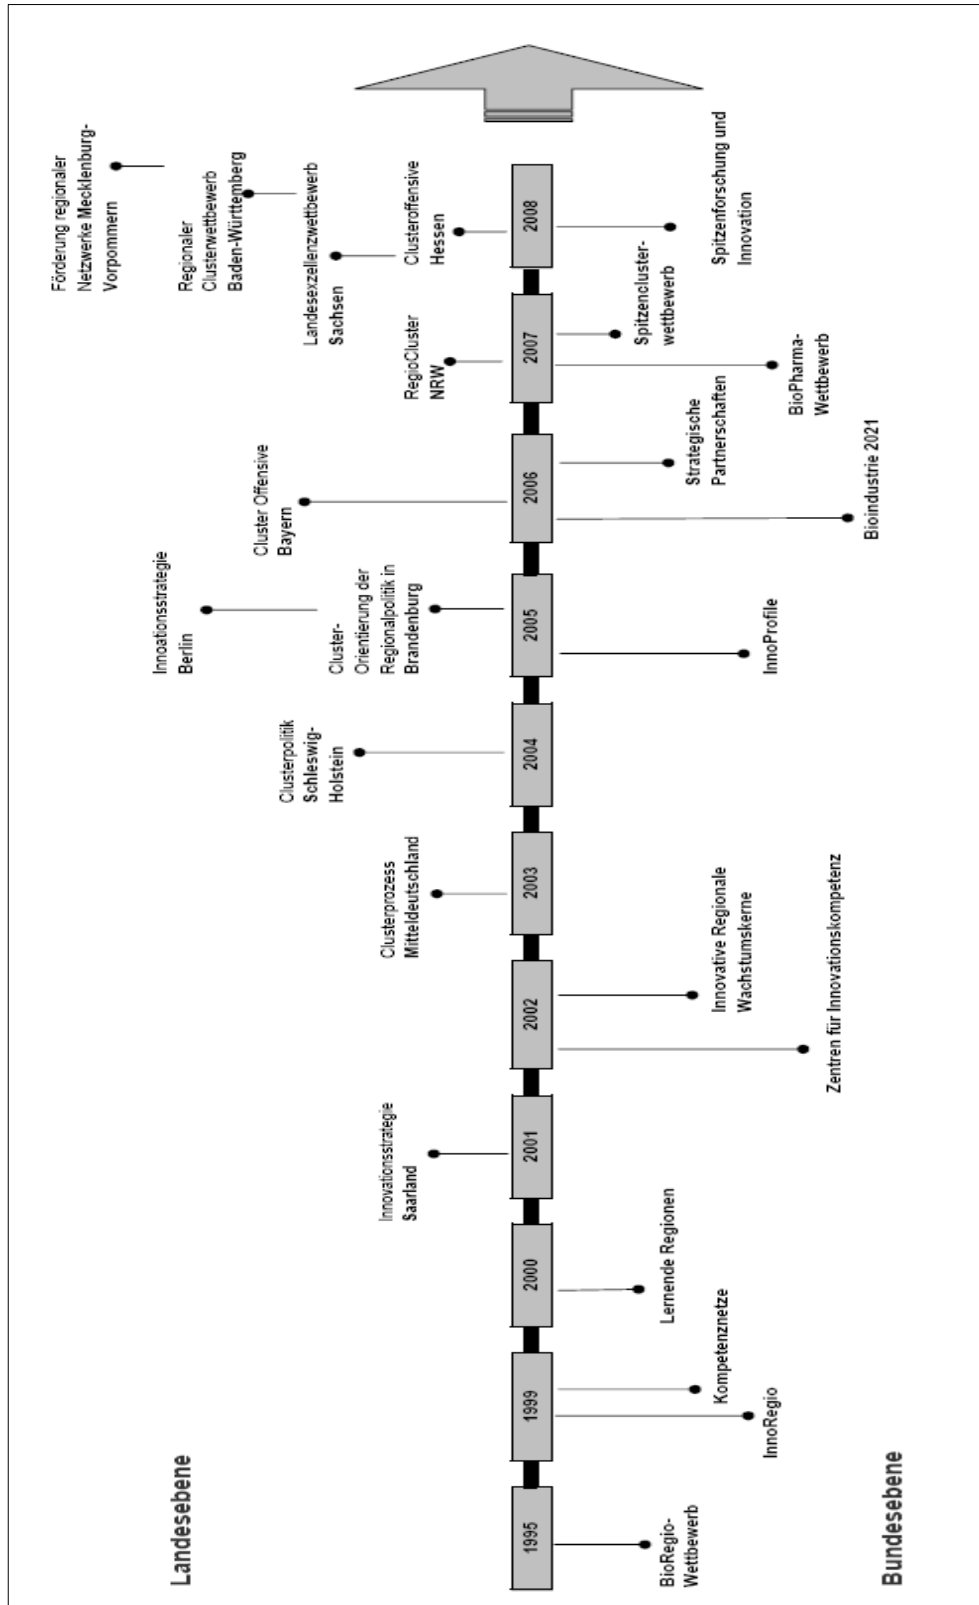 Landesebene
Innovationsstrategie
Saarland
Clusterprozess
Mitteldeutschland
Clusterpolitik
Schleswig-
Holstein
Innoationsstrategie
Berlin
Cluster-
Orientierung der
Regionalpolitik in
Brandenburg
Cluster Offensive
Bayern
RegioCluster
NRW
Förderung regionaler
Netzwerke Mecklenburg-
Vorpommern
Regionaler
Clusterwettbewerb
Baden-Württemberg
Landesexzellenzwettbewerb
Sachsen
Clusteroffensive
Hessen
1995
1999
2000
2001
2002
2003
2004
2005
2006
2007
2008
BioRegio-
Wettbewerb
InnoRegio
Kompetenznetze
Lernende Regionen
Zentren für Innovationskompetenz
Innovative Regionale
Wachstumskerne
InnoProfile
Bioindustrie 2021
Strategische
Partnerschaften
BioPharma-
Wettbewerb
Spitzencluster-
wettbewerb
Spitzenforschung und
Innovation
Bundesebene